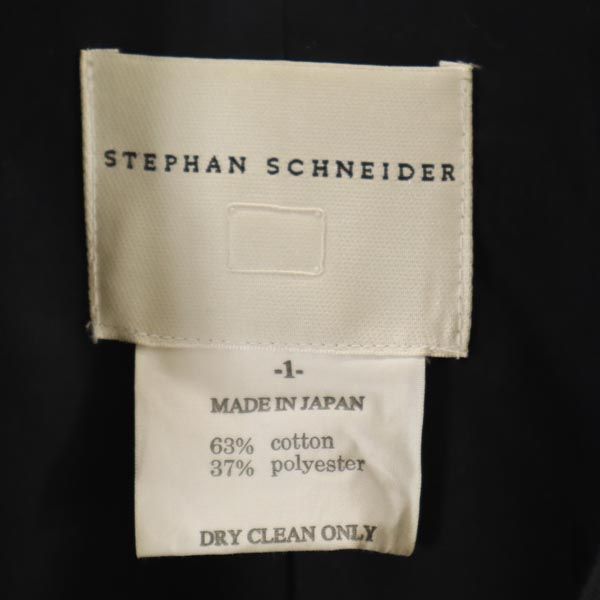 STEPHAN SCHNEIDER
-1-
MADE IN JAPAN
63% cotton
37% polyester
DRY CLEAN ONLY